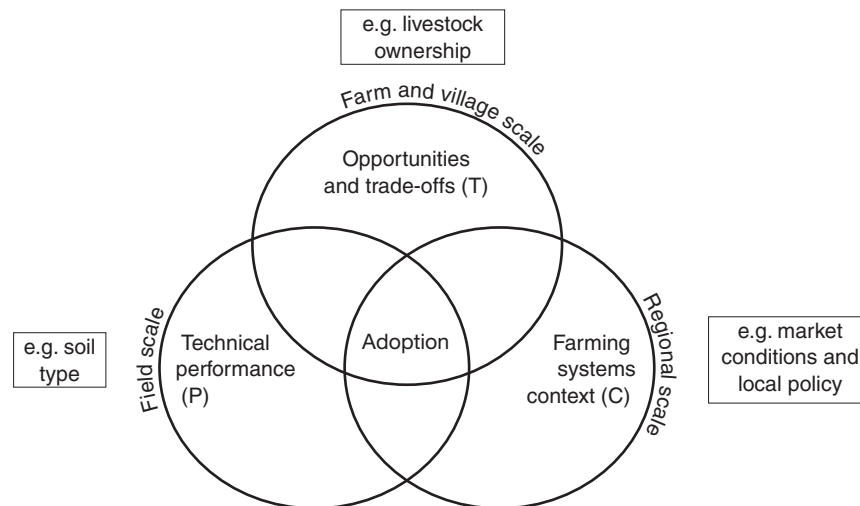 e.g. livestock
ownership
Farm and village scale
Opportunities
and trade-offs (T)
Field scale
e.g. soil
type
Technical
performance
(P)
Adoption
Farming
systems
context (C)
Regional scale
e.g. market
conditions and
local policy